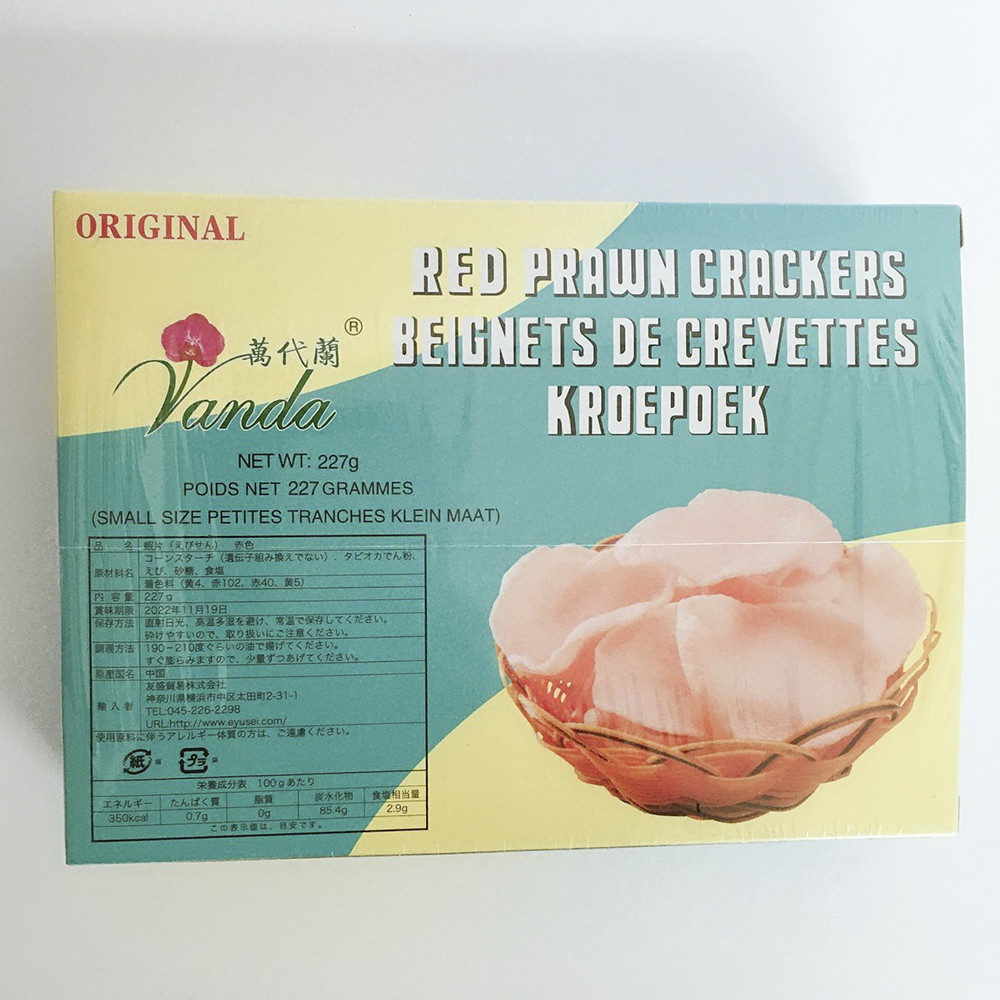 ORIGINAL
RED PRAWN CRACKERS
BEIGNETS DE CREVETTES
KROEPOEK
萬代蘭 ®
Vanda
NET WT: 227g
POIDS NET 227 GRAMMES
(SMALL SIZE PETITES TRANCHES KLEIN MAAT)
品 名 蝦片（えびせん） 赤色
原材料名 コーンスターチ（遺伝子組み換えでない）、タピオカでん粉、
えび、砂糖、食塩
着色料（黄4、赤102、赤40、黄5）
内 容 量 227g
賞味期限 2022年11月19日
保存方法 直射日光、高温多湿を避け、常温で保存してください。
砕けやすいので、取り扱いにご注意ください。
調理方法 190−210度ぐらいの油で揚げてください。
すぐ膨らみますので、少量ずつあげてください。
原産国名 中国
輸 入 者 友盛貿易株式会社
神奈川県横浜市中区太田町2-31-1
TEL:045-226-2298
URL:http://www.eyusei.com/
使用原料に伴うアレルギー体質の方は、ご遠慮ください。
紙 プラ
栄養成分表 100gあたり
エネルギー たんぱく質 脂質 炭水化物 食塩相当量
350kcal 0.7g 0g 85.4g 2.9g
この表示値は、目安です。